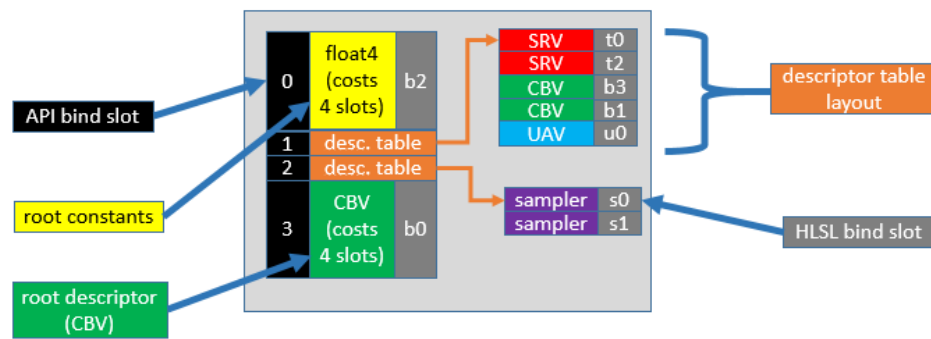 API bind slot
root constants
root descriptor
(CBV)
0
float4
(costs
4 slots)
b2
1
desc. table
2
desc. table
3
CBV
(costs
4 slots)
b0
SRV t0
SRV t2
CBV b3
CBV b1
UAV u0
sampler s0
sampler s1
descriptor table
layout
HLSL bind slot